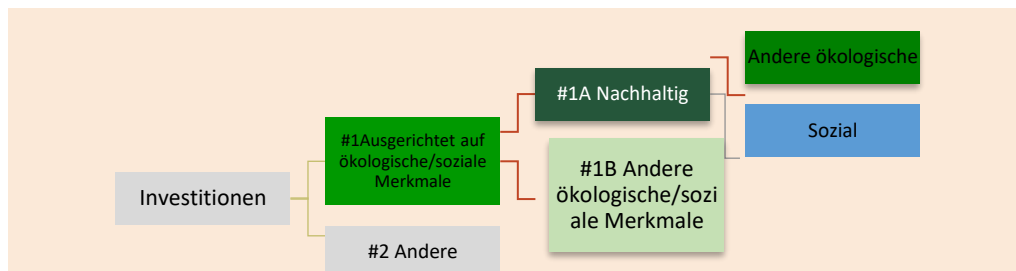 Investitionen
#1Ausgerichtet auf
ökologische/soziale
Merkmale
#2 Andere
#1A Nachhaltig
#1B Andere
ökologische/sozi
ale Merkmale
Andere ökologische
Sozial